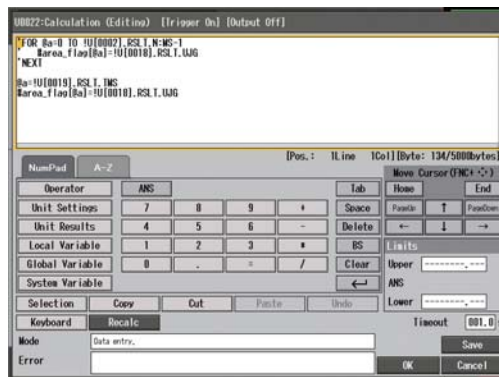 U0022:Calculation (Editing) [Trigger On] [Output Off]
'FOR @a=0 TO !U[0002].RSLT.N:MS-1
'   #area_flag[@a]=!U[0018].RSLT.UJG
'NEXT
@a=!U[0019].RSLT.TMS
#area_flag[@a]=!U[0018].RSLT.UJG
[Pos.: 1Line 1Col][Byte: 134/5000bytes]
NumPad A-Z
Move Cursor(FNC+
Operator ANS Tab Home End
Unit Settings 7 8 9 + Space PageUp ↑ PageDown
Unit Results 4 5 6 - Delete ← ↓ →
Local Variable 1 2 3 * BS Limits
Global Variable 0 . = / Clear Upper --------.---
System Variable ↵ ANS
Selection Copy Cut Paste Undo Lower --------.---
Keyboard Recalc Timeout 001.0
Mode Data entry. Save
Error OK Cancel